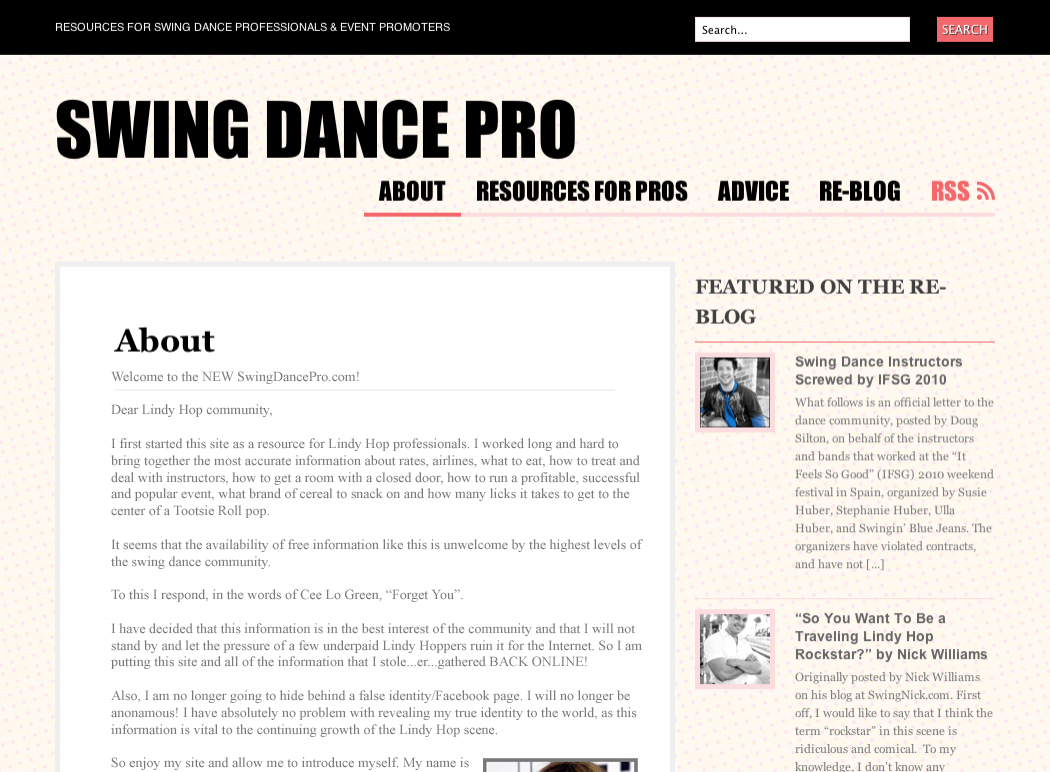 RESOURCES FOR SWING DANCE PROFESSIONALS & EVENT PROMOTERS
Search...
SEARCH
SWING DANCE PRO
ABOUT RESOURCES FOR PROS ADVICE RE-BLOG RSS
About
Welcome to the NEW SwingDancePro.com!
Dear Lindy Hop community,
I first started this site as a resource for Lindy Hop professionals. I worked long and hard to
bring together the most accurate information about rates, airlines, what to eat, how to treat and
deal with instructors, how to get a room with a closed door, how to run a profitable, successful
and popular event, what brand of cereal to snack on and how many licks it takes to get to the
center of a Tootsie Roll pop.
It seems that the availability of free information like this is unwelcome by the highest levels of
the swing dance community.
To this I respond, in the words of Cee Lo Green, “Forget You”.
I have decided that this information is in the best interest of the community and that I will not
stand by and let the pressure of a few underpaid Lindy Hoppers ruin it for the Internet. So I am
putting this site and all of the information that I stole...er...gathered BACK ONLINE!
Also, I am no longer going to hide behind a false identity/Facebook page. I will no longer be
anonamous! I have absolutely no problem with revealing my true identity to the world, as this
information is vital to the continuing growth of the Lindy Hop scene.
So enjoy my site and allow me to introduce myself. My name is
FEATURED ON THE RE-
BLOG
Swing Dance Instructors
Screwed by IFSG 2010
What follows is an official letter to the
dance community, posted by Doug
Silton, on behalf of the instructors
and bands that worked at the “It
Feels So Good” (IFSG) 2010 weekend
festival in Spain, organized by Susie
Huber, Stephanie Huber, Ulla
Huber, and Swingin’ Blue Jeans. The
organizers have violated contracts,
and have not [...]
“So You Want To Be a
Traveling Lindy Hop
Rockstar?” by Nick Williams
Originally posted by Nick Williams
on his blog at SwingNick.com. First
off, I would like to say that I think the
term “rockstar” in this scene is
ridiculous and comical. To my
knowledge, I don’t know any